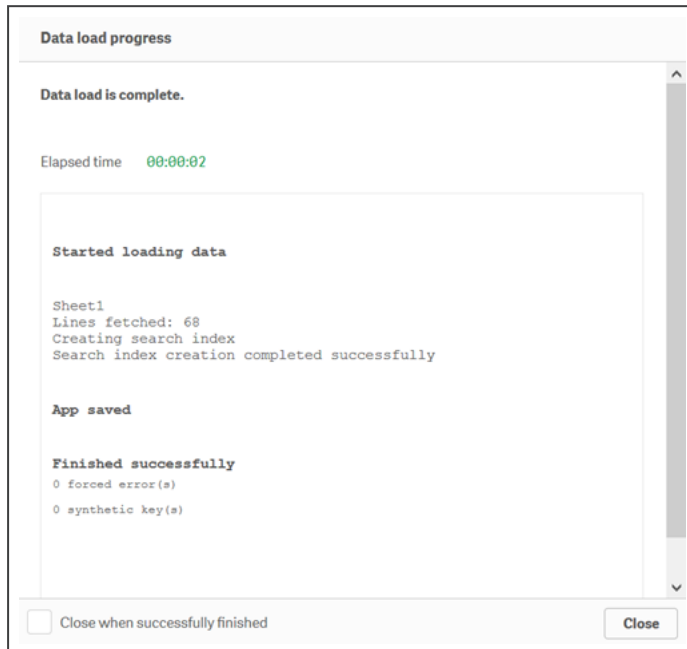 Data load progress
Data load is complete.
Elapsed time 00:00:02
Started loading data
Sheet1
Lines fetched: 68
Creating search index
Search index creation completed successfully
App saved
Finished successfully
0 forced error(s)
0 synthetic key(s)
Close when successfully finished
Close